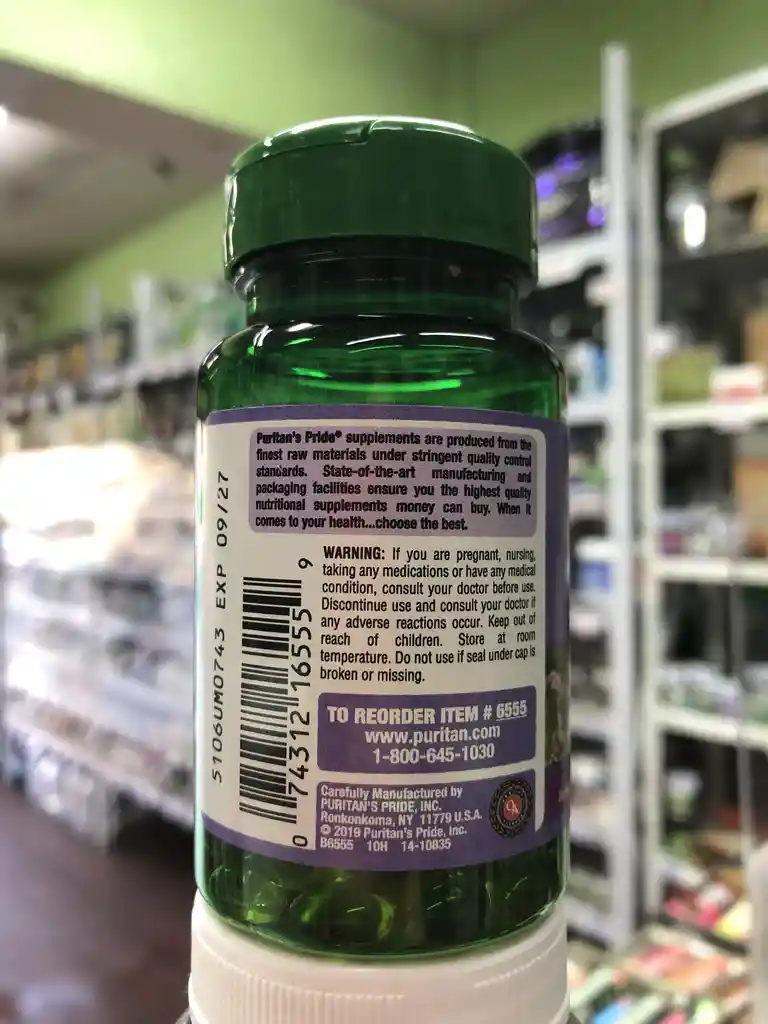 Puritan's Pride® supplements are produced from the
finest raw materials under stringent quality control
standards. State-of-the-art manufacturing and
packaging facilities ensure you the highest quality
nutritional supplements money can buy. When it
comes to your health...choose the best.
WARNING: If you are pregnant, nursing,
taking any medications or have any medical
condition, consult your doctor before use.
Discontinue use and consult your doctor if
any adverse reactions occur. Keep out of
reach of children. Store at room
temperature. Do not use if seal under cap is
broken or missing.
TO REORDER ITEM # 6555
www.puritan.com
1-800-645-1030
Carefully Manufactured by
PURITAN'S PRIDE, INC.
Ronkonkoma, NY 11779 U.S.A.
© 2019 Puritan's Pride, Inc.
B6555 10H 14-10835
5106UM0743 EXP 09/27
0 74312 16555 9